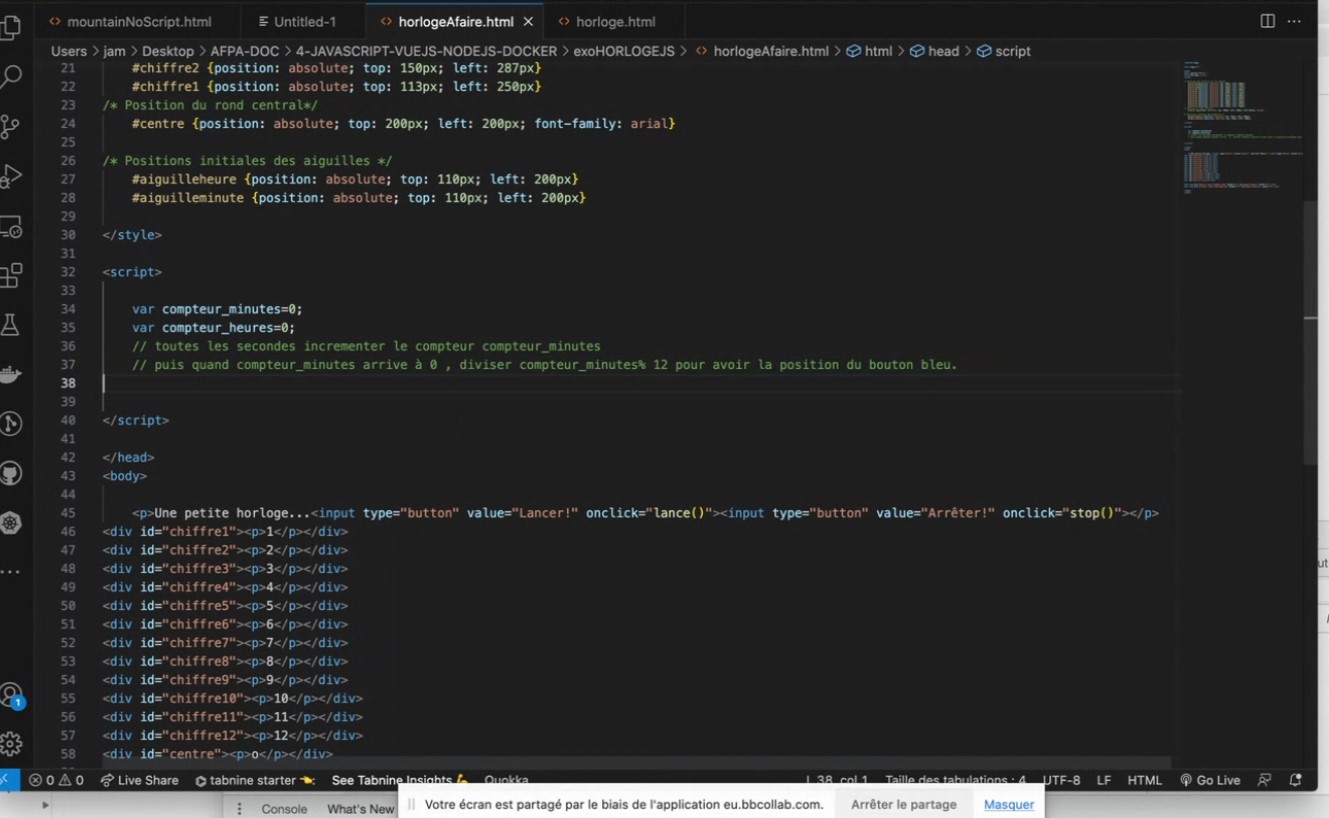 mountainNoScript.html Untitled-1 horlogeAfaire.html horloge.html
Users > jam > Desktop > AFPA-DOC > 4-JAVASCRIPT-VUEJS-NODEJS-DOCKER > exoHORLOGEJS > horlogeAfaire.html > html > head > script
21 #chiffre2 {position: absolute; top: 150px; left: 287px}
22 #chiffre1 {position: absolute; top: 113px; left: 250px}
23 /* Position du rond central*/
24 #centre {position: absolute; top: 200px; left: 200px; font-family: arial}
25
26 /* Positions initiales des aiguilles */
27 #aiguilleheure {position: absolute; top: 110px; left: 200px}
28 #aiguilleminute {position: absolute; top: 110px; left: 200px}
29
30 </style>
31
32 <script>
33
34 var compteur_minutes=0;
35 var compteur_heures=0;
36 // toutes les secondes incrementer le compteur compteur_minutes
37 // puis quand compteur_minutes arrive à 0 , diviser compteur_minutes% 12 pour avoir la position du bouton bleu.
38
39
40 </script>
41
42 </head>
43 <body>
44
45 <p>Une petite horloge...<input type="button" value="Lancer!" onclick="lance()"><input type="button" value="Arrêter!" onclick="stop()"></p>
46 <div id="chiffre1"><p>1</p></div>
47 <div id="chiffre2"><p>2</p></div>
48 <div id="chiffre3"><p>3</p></div>
49 <div id="chiffre4"><p>4</p></div>
50 <div id="chiffre5"><p>5</p></div>
51 <div id="chiffre6"><p>6</p></div>
52 <div id="chiffre7"><p>7</p></div>
53 <div id="chiffre8"><p>8</p></div>
54 <div id="chiffre9"><p>9</p></div>
55 <div id="chiffre10"><p>10</p></div>
56 <div id="chiffre11"><p>11</p></div>
57 <div id="chiffre12"><p>12</p></div>
58 <div id="centre"><p>o</p></div>
1
0 0 Live Share tabnine starter See Tabnine Insights Quokka L 38, col 1 Taille des tabulations : 4 UTF-8 LF HTML Go Live
Console What's New
Votre écran est partagé par le biais de l'application eu.bbcollab.com. Arrêter le partage Masquer